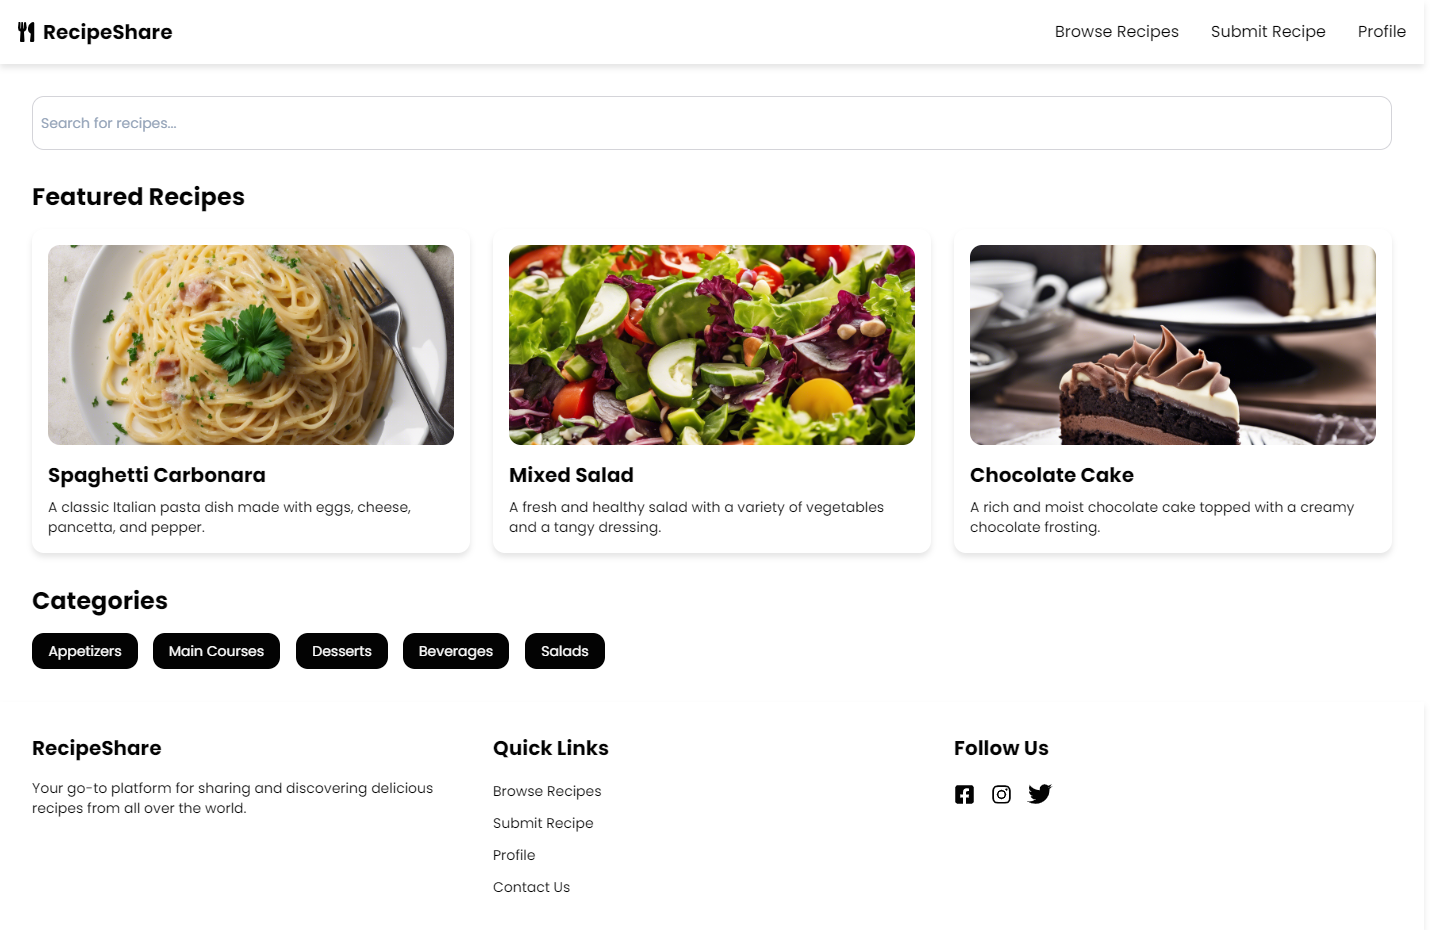 RecipeShare
Browse Recipes
Submit Recipe
Profile
Search for recipes...
Featured Recipes
Spaghetti Carbonara
A classic Italian pasta dish made with eggs, cheese,
pancetta, and pepper.
Mixed Salad
A fresh and healthy salad with a variety of vegetables
and a tangy dressing.
Chocolate Cake
A rich and moist chocolate cake topped with a creamy
chocolate frosting.
Categories
Appetizers
Main Courses
Desserts
Beverages
Salads
RecipeShare
Your go-to platform for sharing and discovering delicious
recipes from all over the world.
Quick Links
Browse Recipes
Submit Recipe
Profile
Contact Us
Follow Us